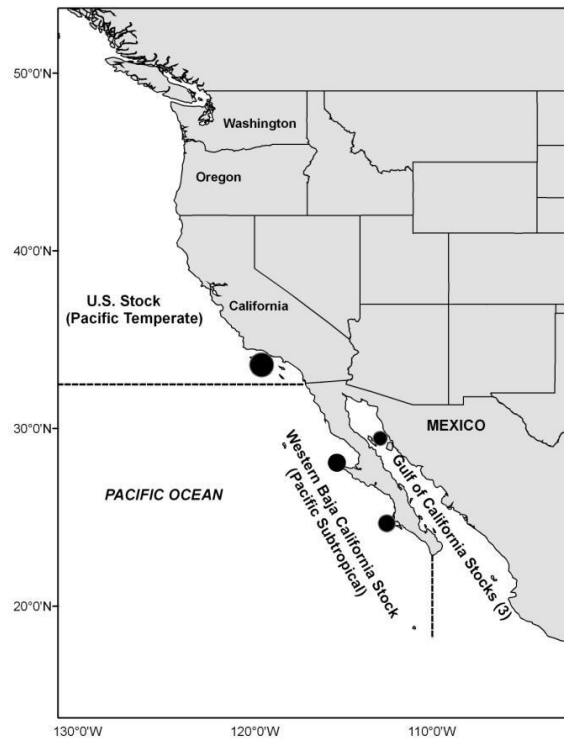 50°0'N
Washington
Oregon
40°0'N
U.S. Stock
(Pacific Temperate)
California
30°0'N
MEXICO
PACIFIC OCEAN
Western Baja California Stock
(Pacific Subtropical)
Gulf of California Stocks (3)
20°0'N
130°0'W
120°0'W
110°0'W